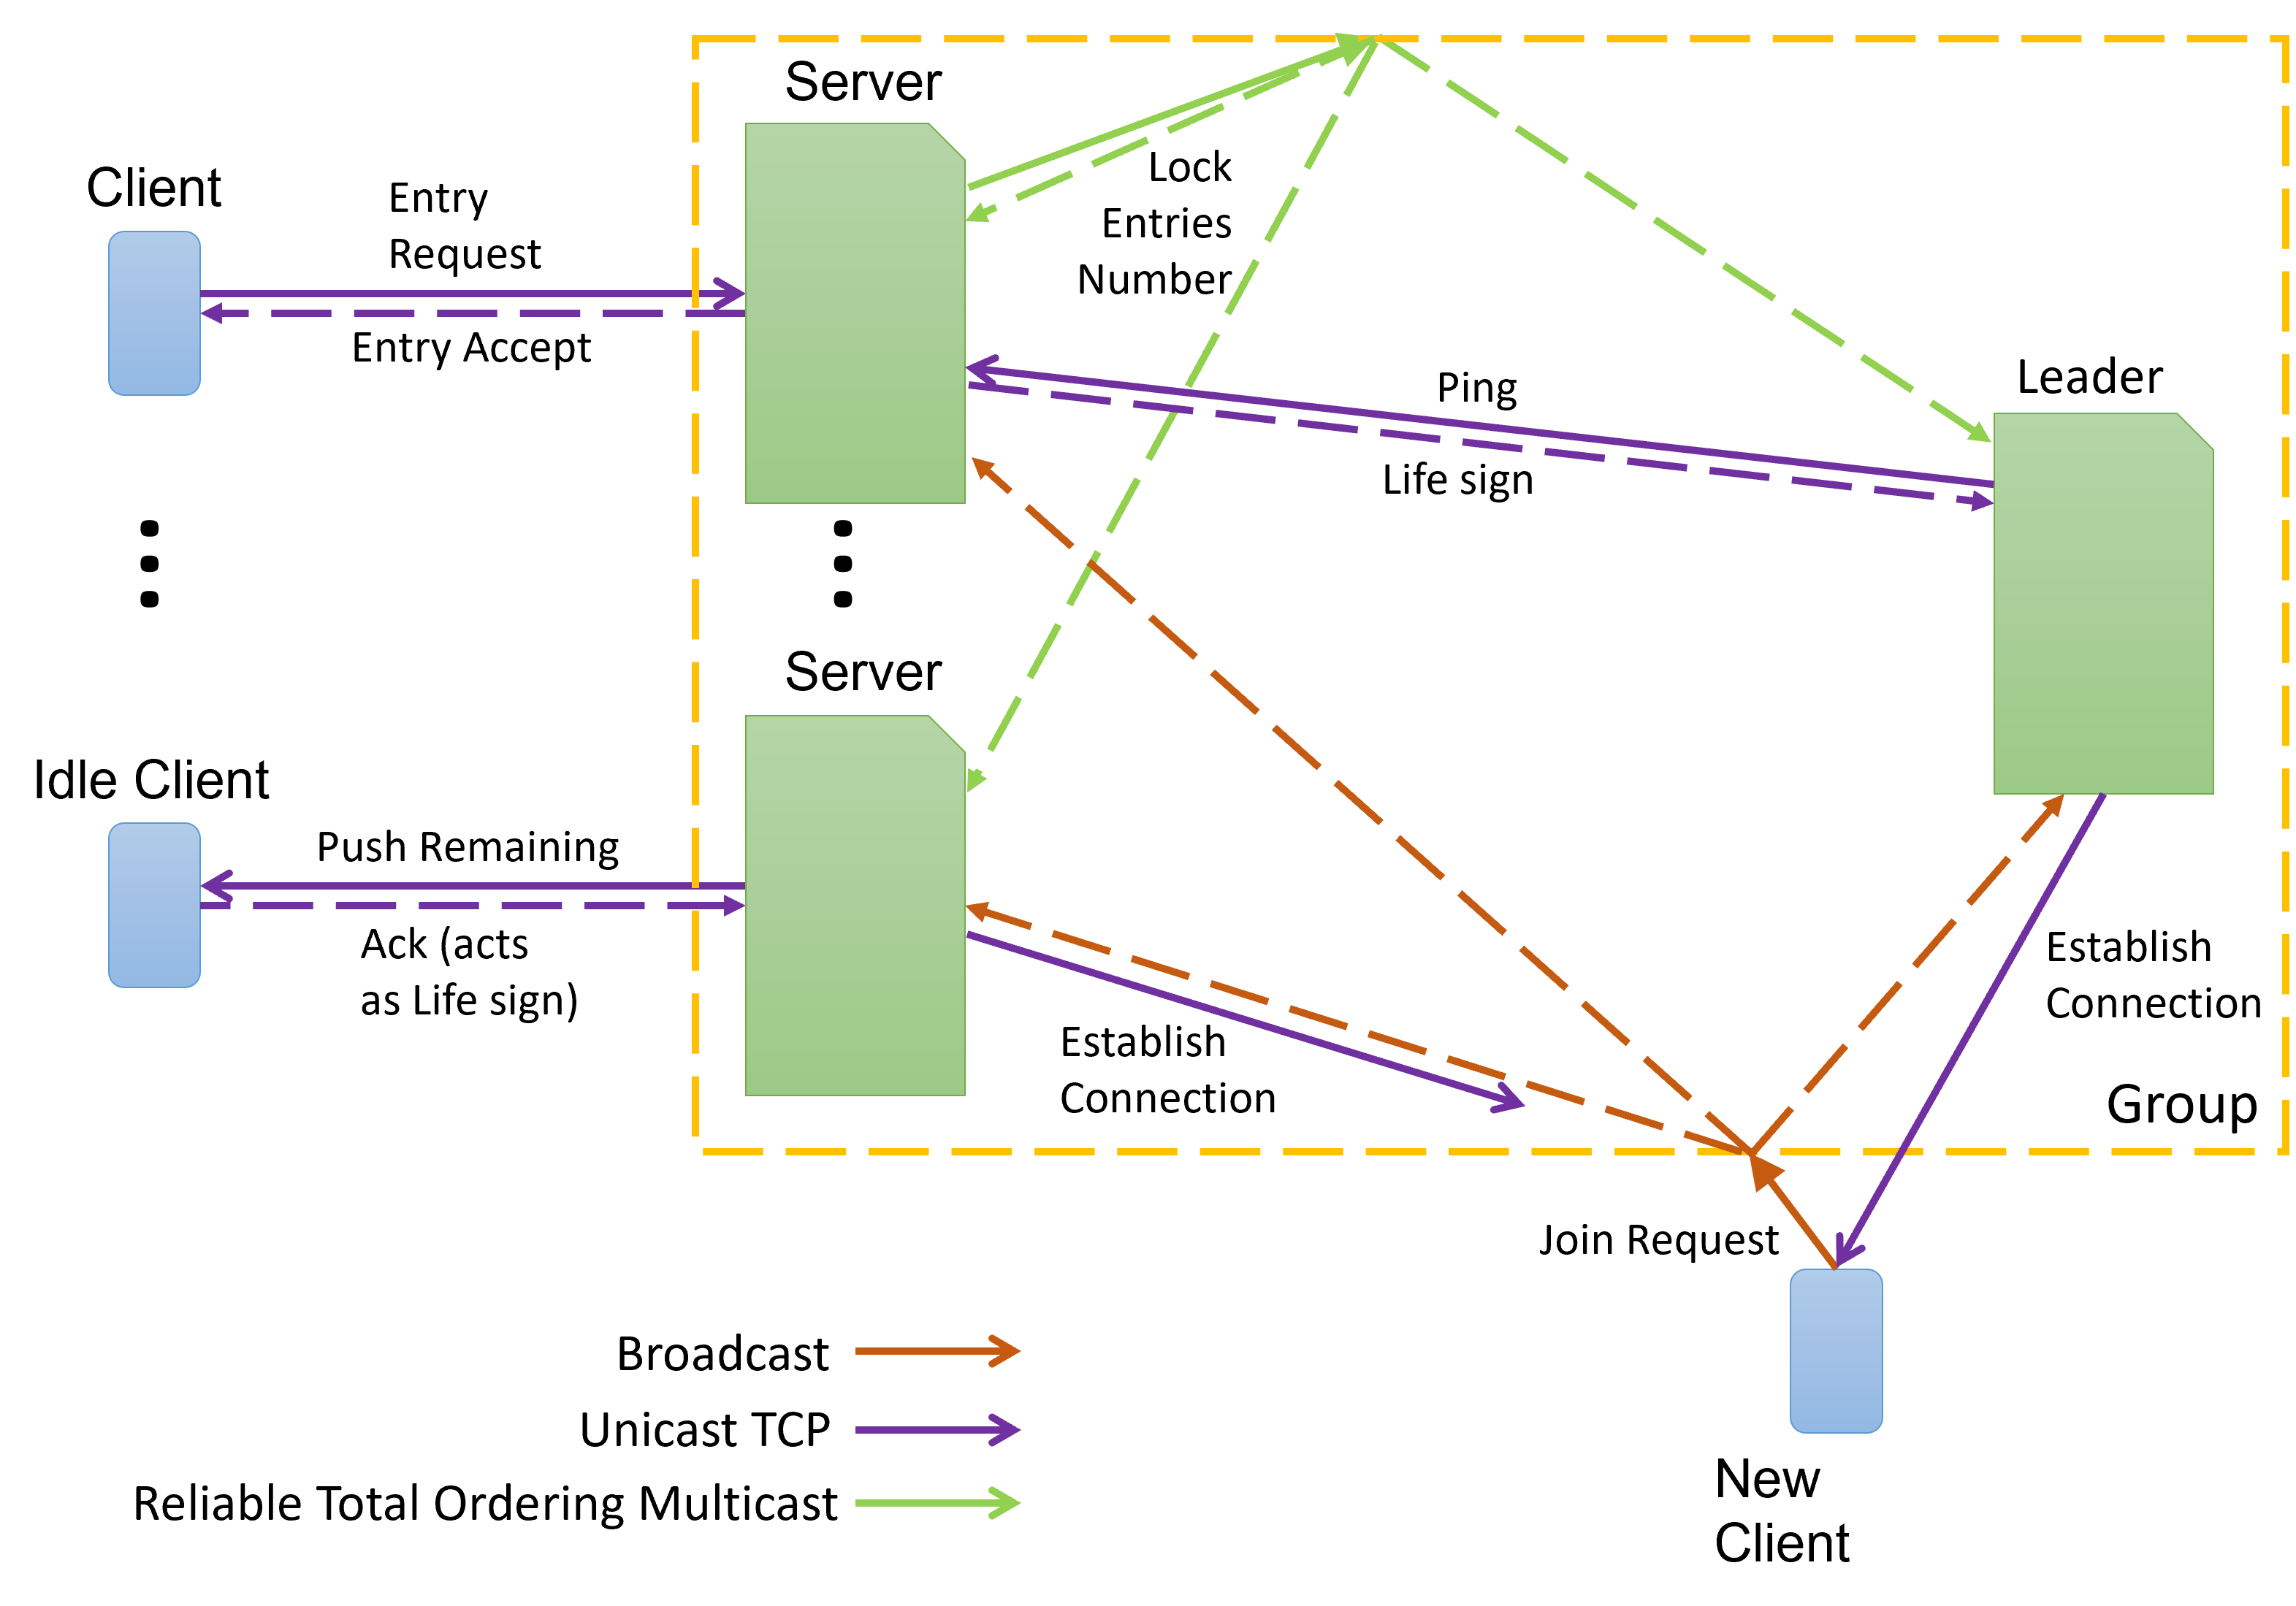 Server
Client
Entry
Request
Entry Accept
Lock
Entries
Number
Ping
Life sign
Leader
Server
Idle Client
Push Remaining
Ack (acts
as Life sign)
Establish
Connection
Establish
Connection
Group
Join Request
Broadcast
Unicast TCP
Reliable Total Ordering Multicast
New
Client